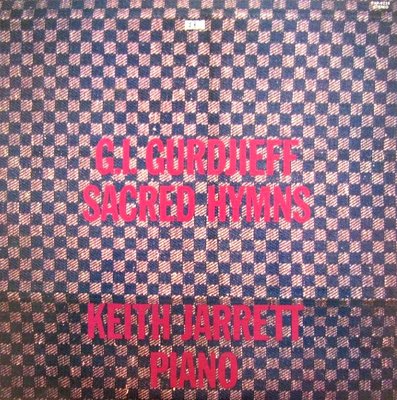 G.I. GURDJIEFF
SACRED HYMNS
KEITH JARRETT
PIANO